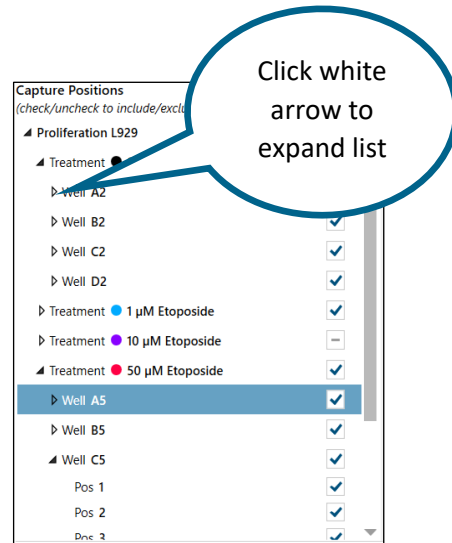 Click white
arrow to
expand list
Capture Positions
(check/uncheck to include/exclu
Proliferation L929
Treatment
Well A2
Well B2
Well C2
Well D2
Treatment 1 µM Etoposide
Treatment 10 µM Etoposide
Treatment 50 µM Etoposide
Well A5
Well B5
Well C5
Pos 1
Pos 2
Pos 3